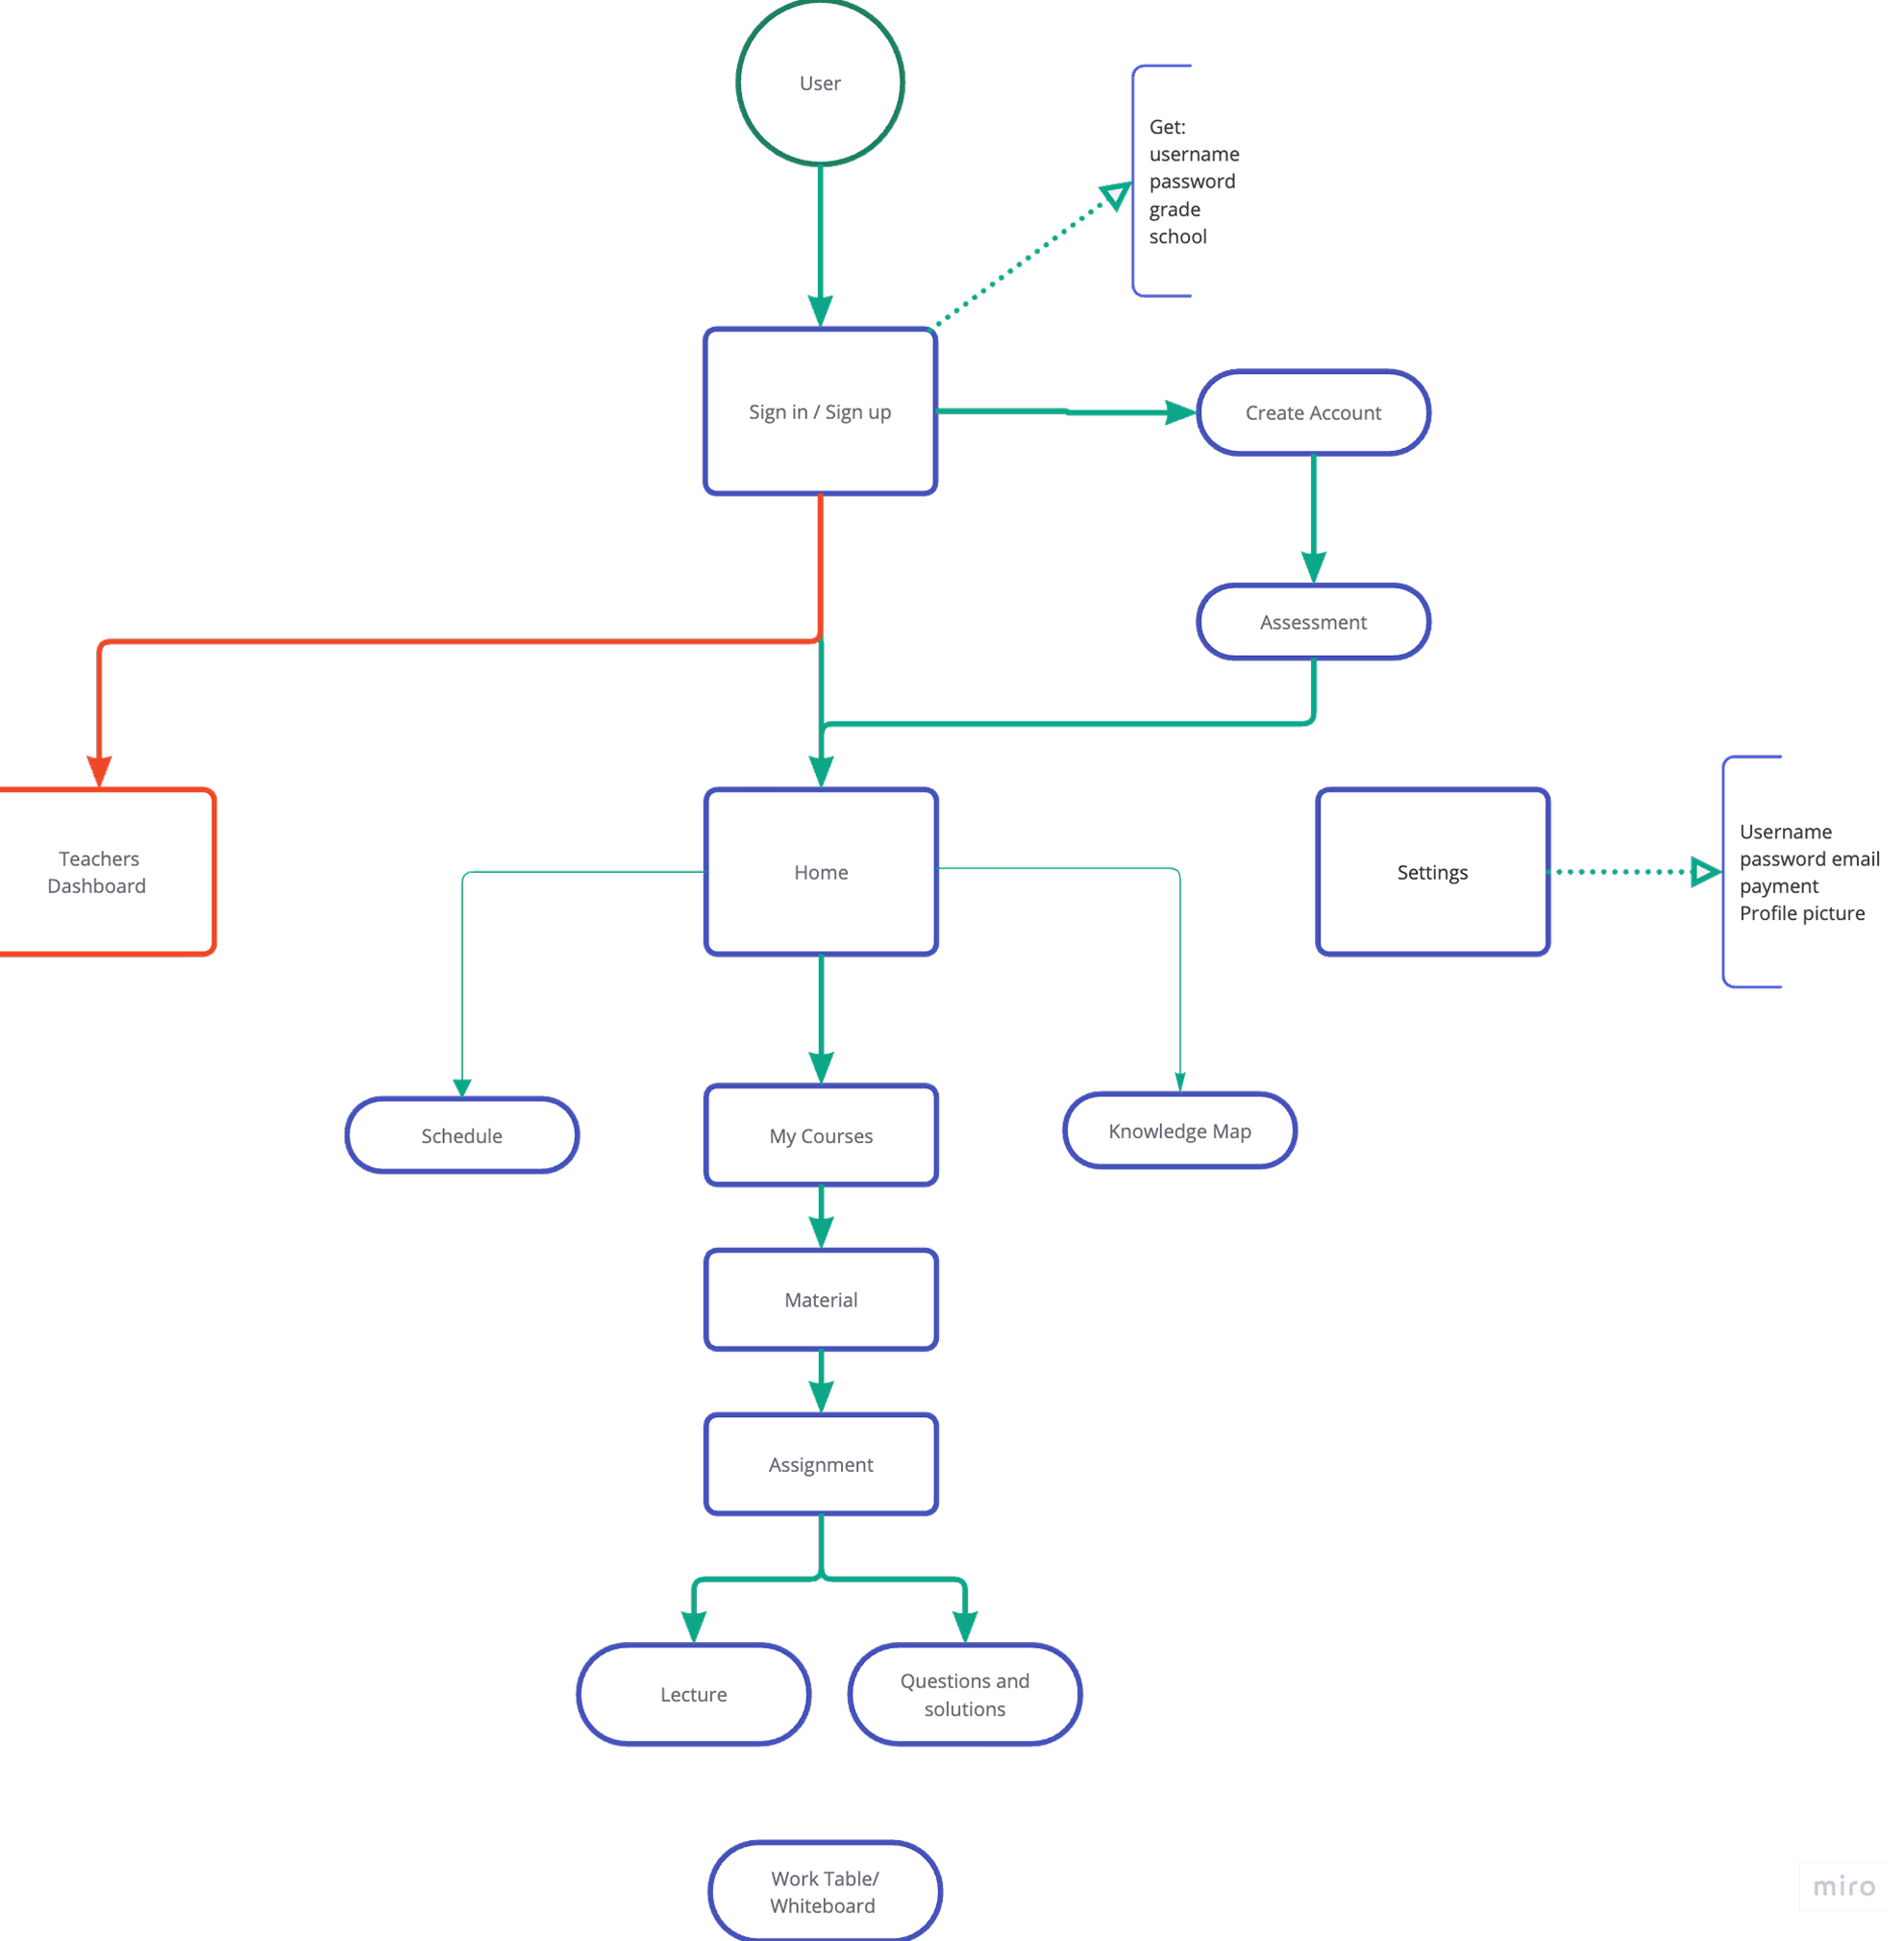 User
Get:
username
password
grade
school
Sign in / Sign up
Create Account
Assessment
Teachers
Dashboard
Home
Settings
Username
password email
payment
Profile picture
Schedule
My Courses
Knowledge Map
Material
Assignment
Lecture
Questions and
solutions
Work Table/
Whiteboard
miro